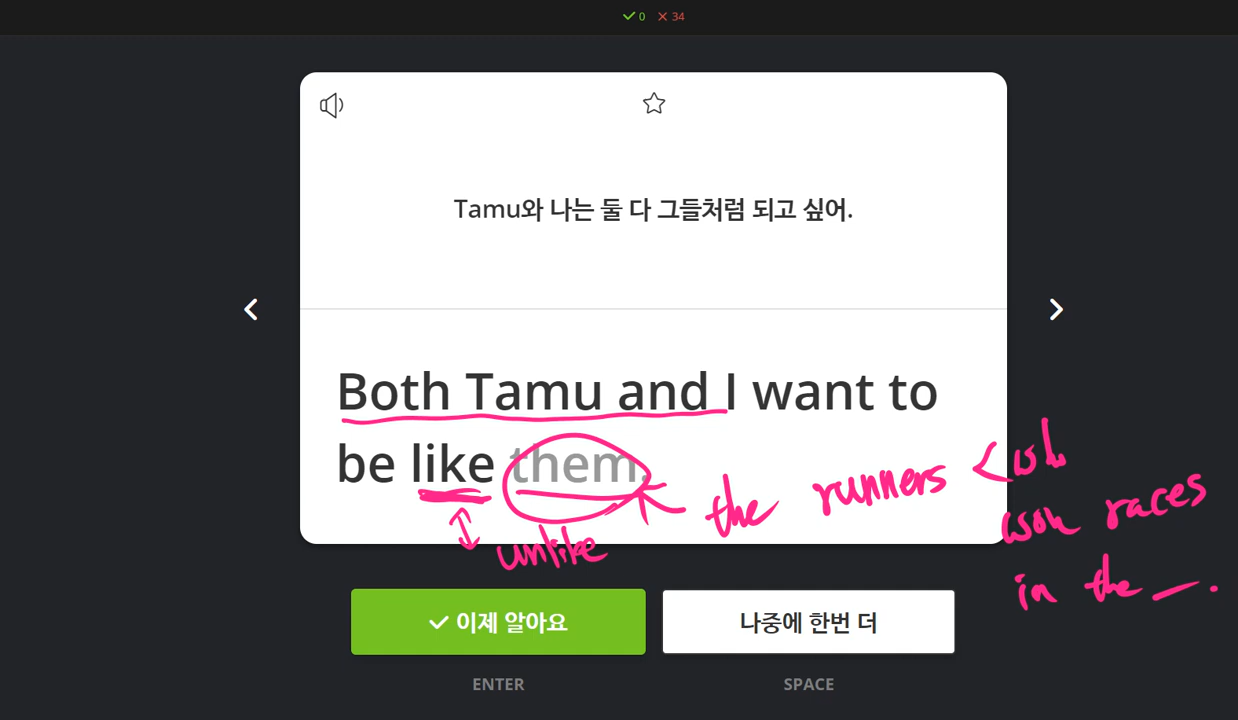 0 34
Tamu와 나는 둘 다 그들처럼 되고 싶어.
Both Tamu and I want to
be like them.
the runners <
races
in the
unlike
이제 알아요 나중에 한번 더
ENTER SPACE